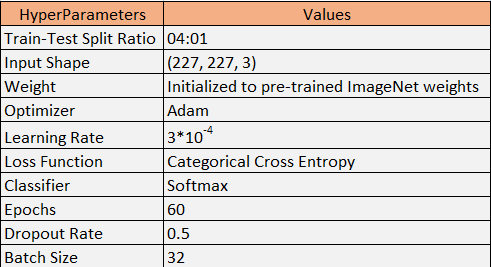 HyperParameters Values
Train-Test Split Ratio 04:01
Input Shape (227, 227, 3)
Weight Initialized to pre-trained ImageNet weights
Optimizer Adam
Learning Rate 3*10^-4
Loss Function Categorical Cross Entropy
Classifier Softmax
Epochs 60
Dropout Rate 0.5
Batch Size 32